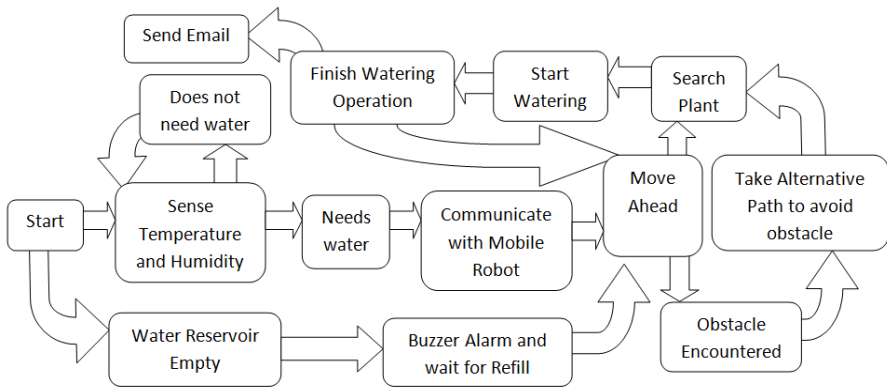 Send Email
Finish Watering
Operation
Start
Watering
Search
Plant
Does not
need water
Start
Sense
Temperature
and Humidity
Needs
water
Communicate
with Mobile
Robot
Move
Ahead
Take Alternative
Path to avoid
obstacle
Water Reservoir
Empty
Buzzer Alarm and
wait for Refill
Obstacle
Encountered